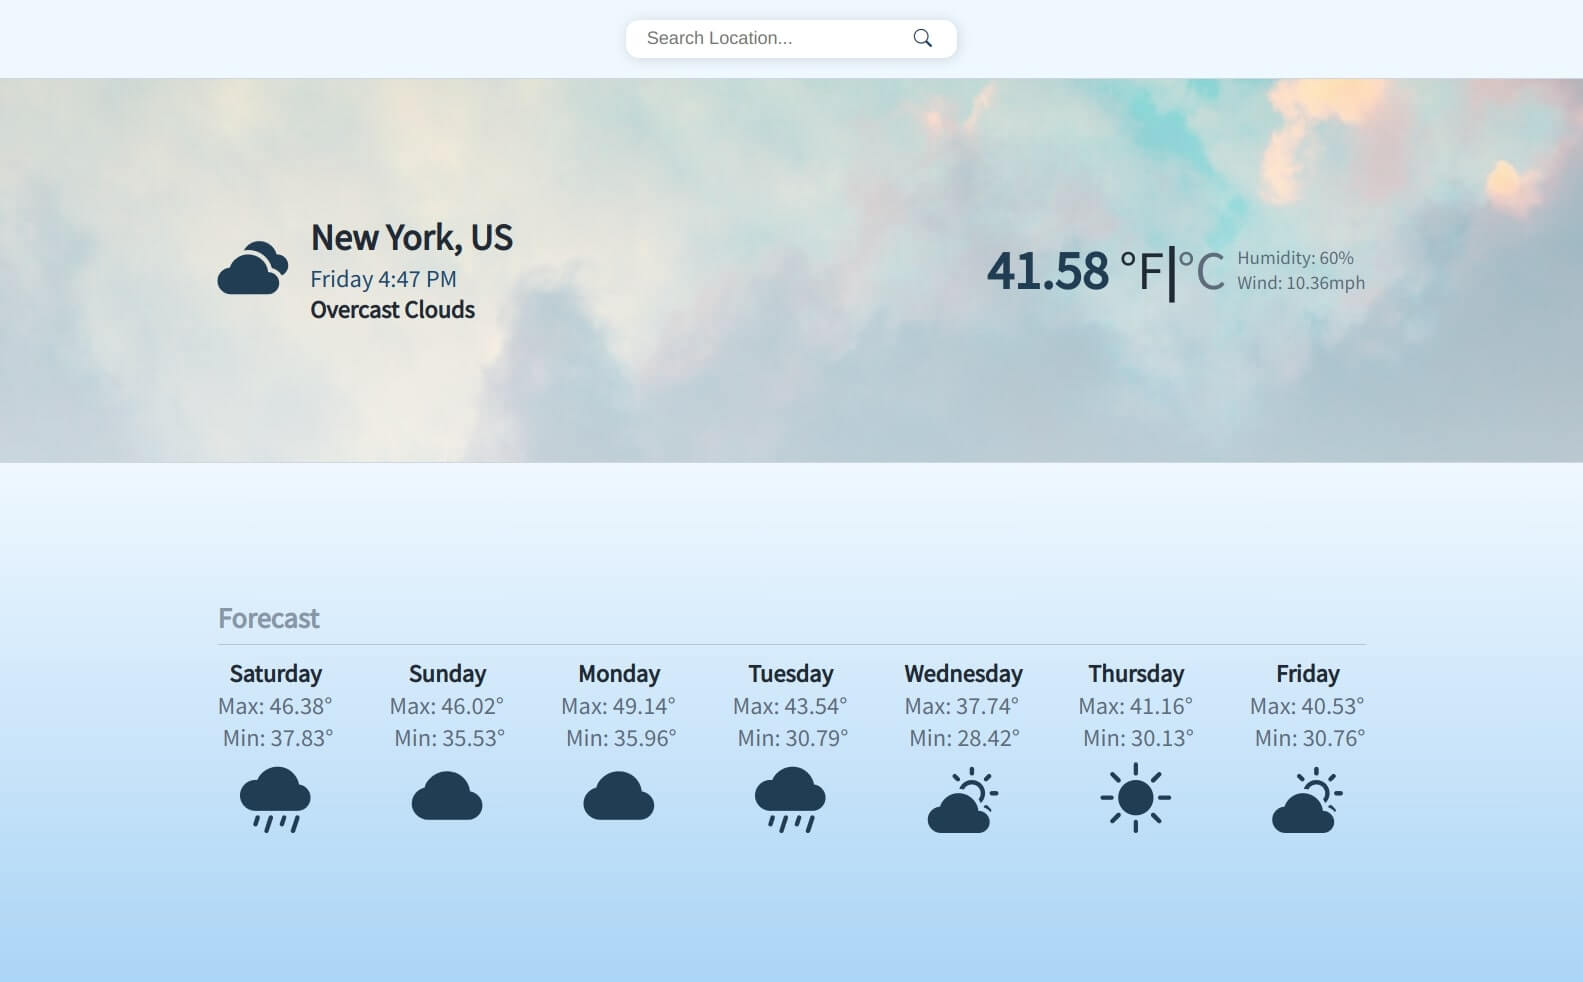 Search Location...
New York, US
Friday 4:47 PM
Overcast Clouds
41.58 °F|°C
Humidity: 60%
Wind: 10.36mph
Forecast
Saturday
Max: 46.38°
Min: 37.83°
Sunday
Max: 46.02°
Min: 35.53°
Monday
Max: 49.14°
Min: 35.96°
Tuesday
Max: 43.54°
Min: 30.79°
Wednesday
Max: 37.74°
Min: 28.42°
Thursday
Max: 41.16°
Min: 30.13°
Friday
Max: 40.53°
Min: 30.76°